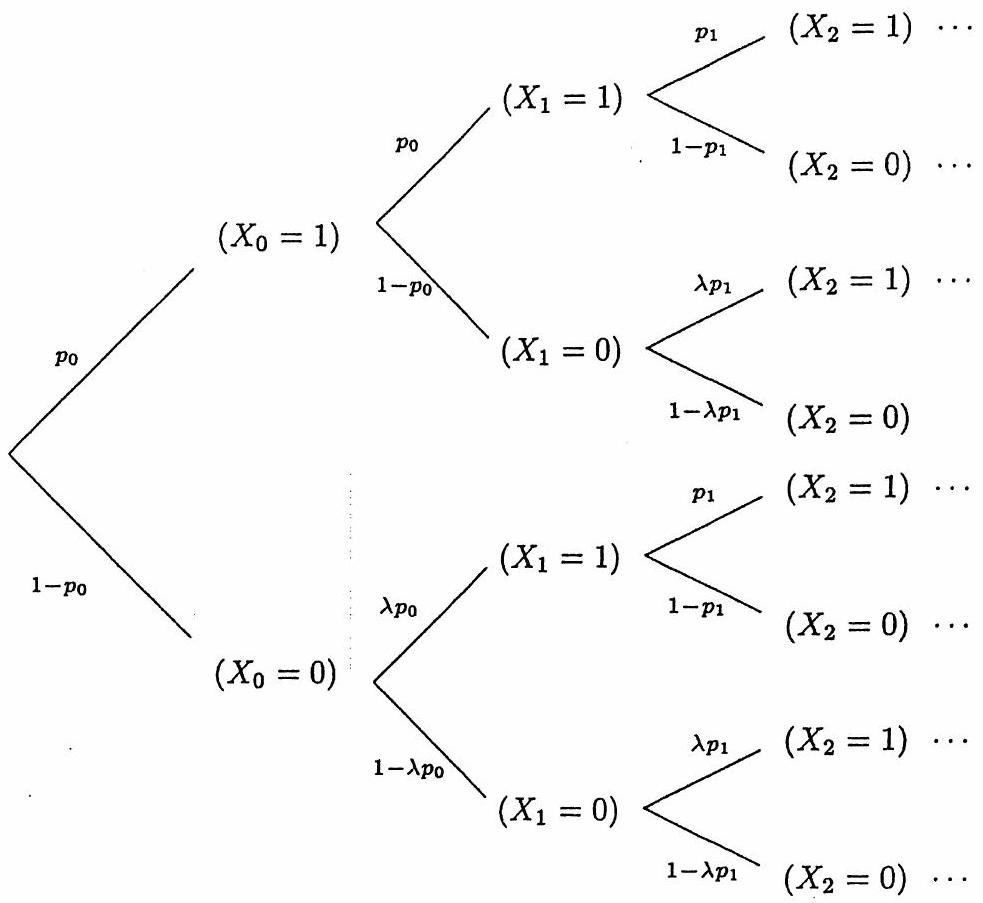 p₁ (X₂ = 1) ···
(X₁ = 1)
p₀ 1−p₁ (X₂ = 0) ···
(X₀ = 1)
1−p₀ λp₁ (X₂ = 1) ···
(X₁ = 0)
p₀ 1−λp₁ (X₂ = 0)
p₁ (X₂ = 1) ···
(X₁ = 1)
1−p₀ λp₀ 1−p₁ (X₂ = 0) ···
(X₀ = 0)
1−λp₀ λp₁ (X₂ = 1) ···
(X₁ = 0)
1−λp₁ (X₂ = 0) ···